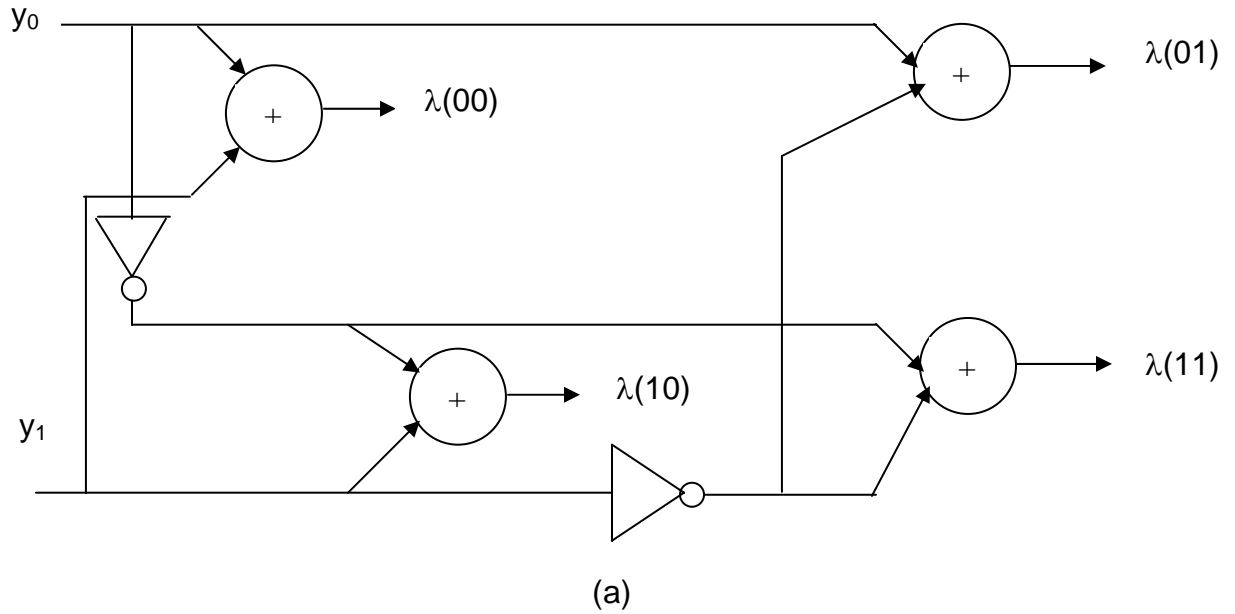 y₀
λ(01)
λ(00)
+
+
λ(11)
λ(10)
+
+
y₁
(a)